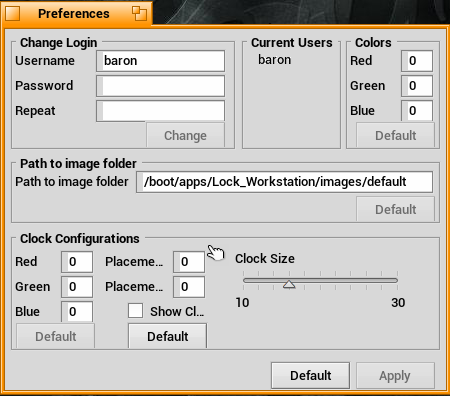 Preferences
Change Login
Username baron
Password
Repeat
Change
Current Users
baron
Colors
Red 0
Green 0
Blue 0
Default
Path to image folder
Path to image folder /boot/apps/Lock_Workstation/images/default
Default
Clock Configurations
Red 0 Placeme... 0
Green 0 Placeme... 0
Blue 0 Show Cl...
Default Default
Clock Size
10 30
Default Apply